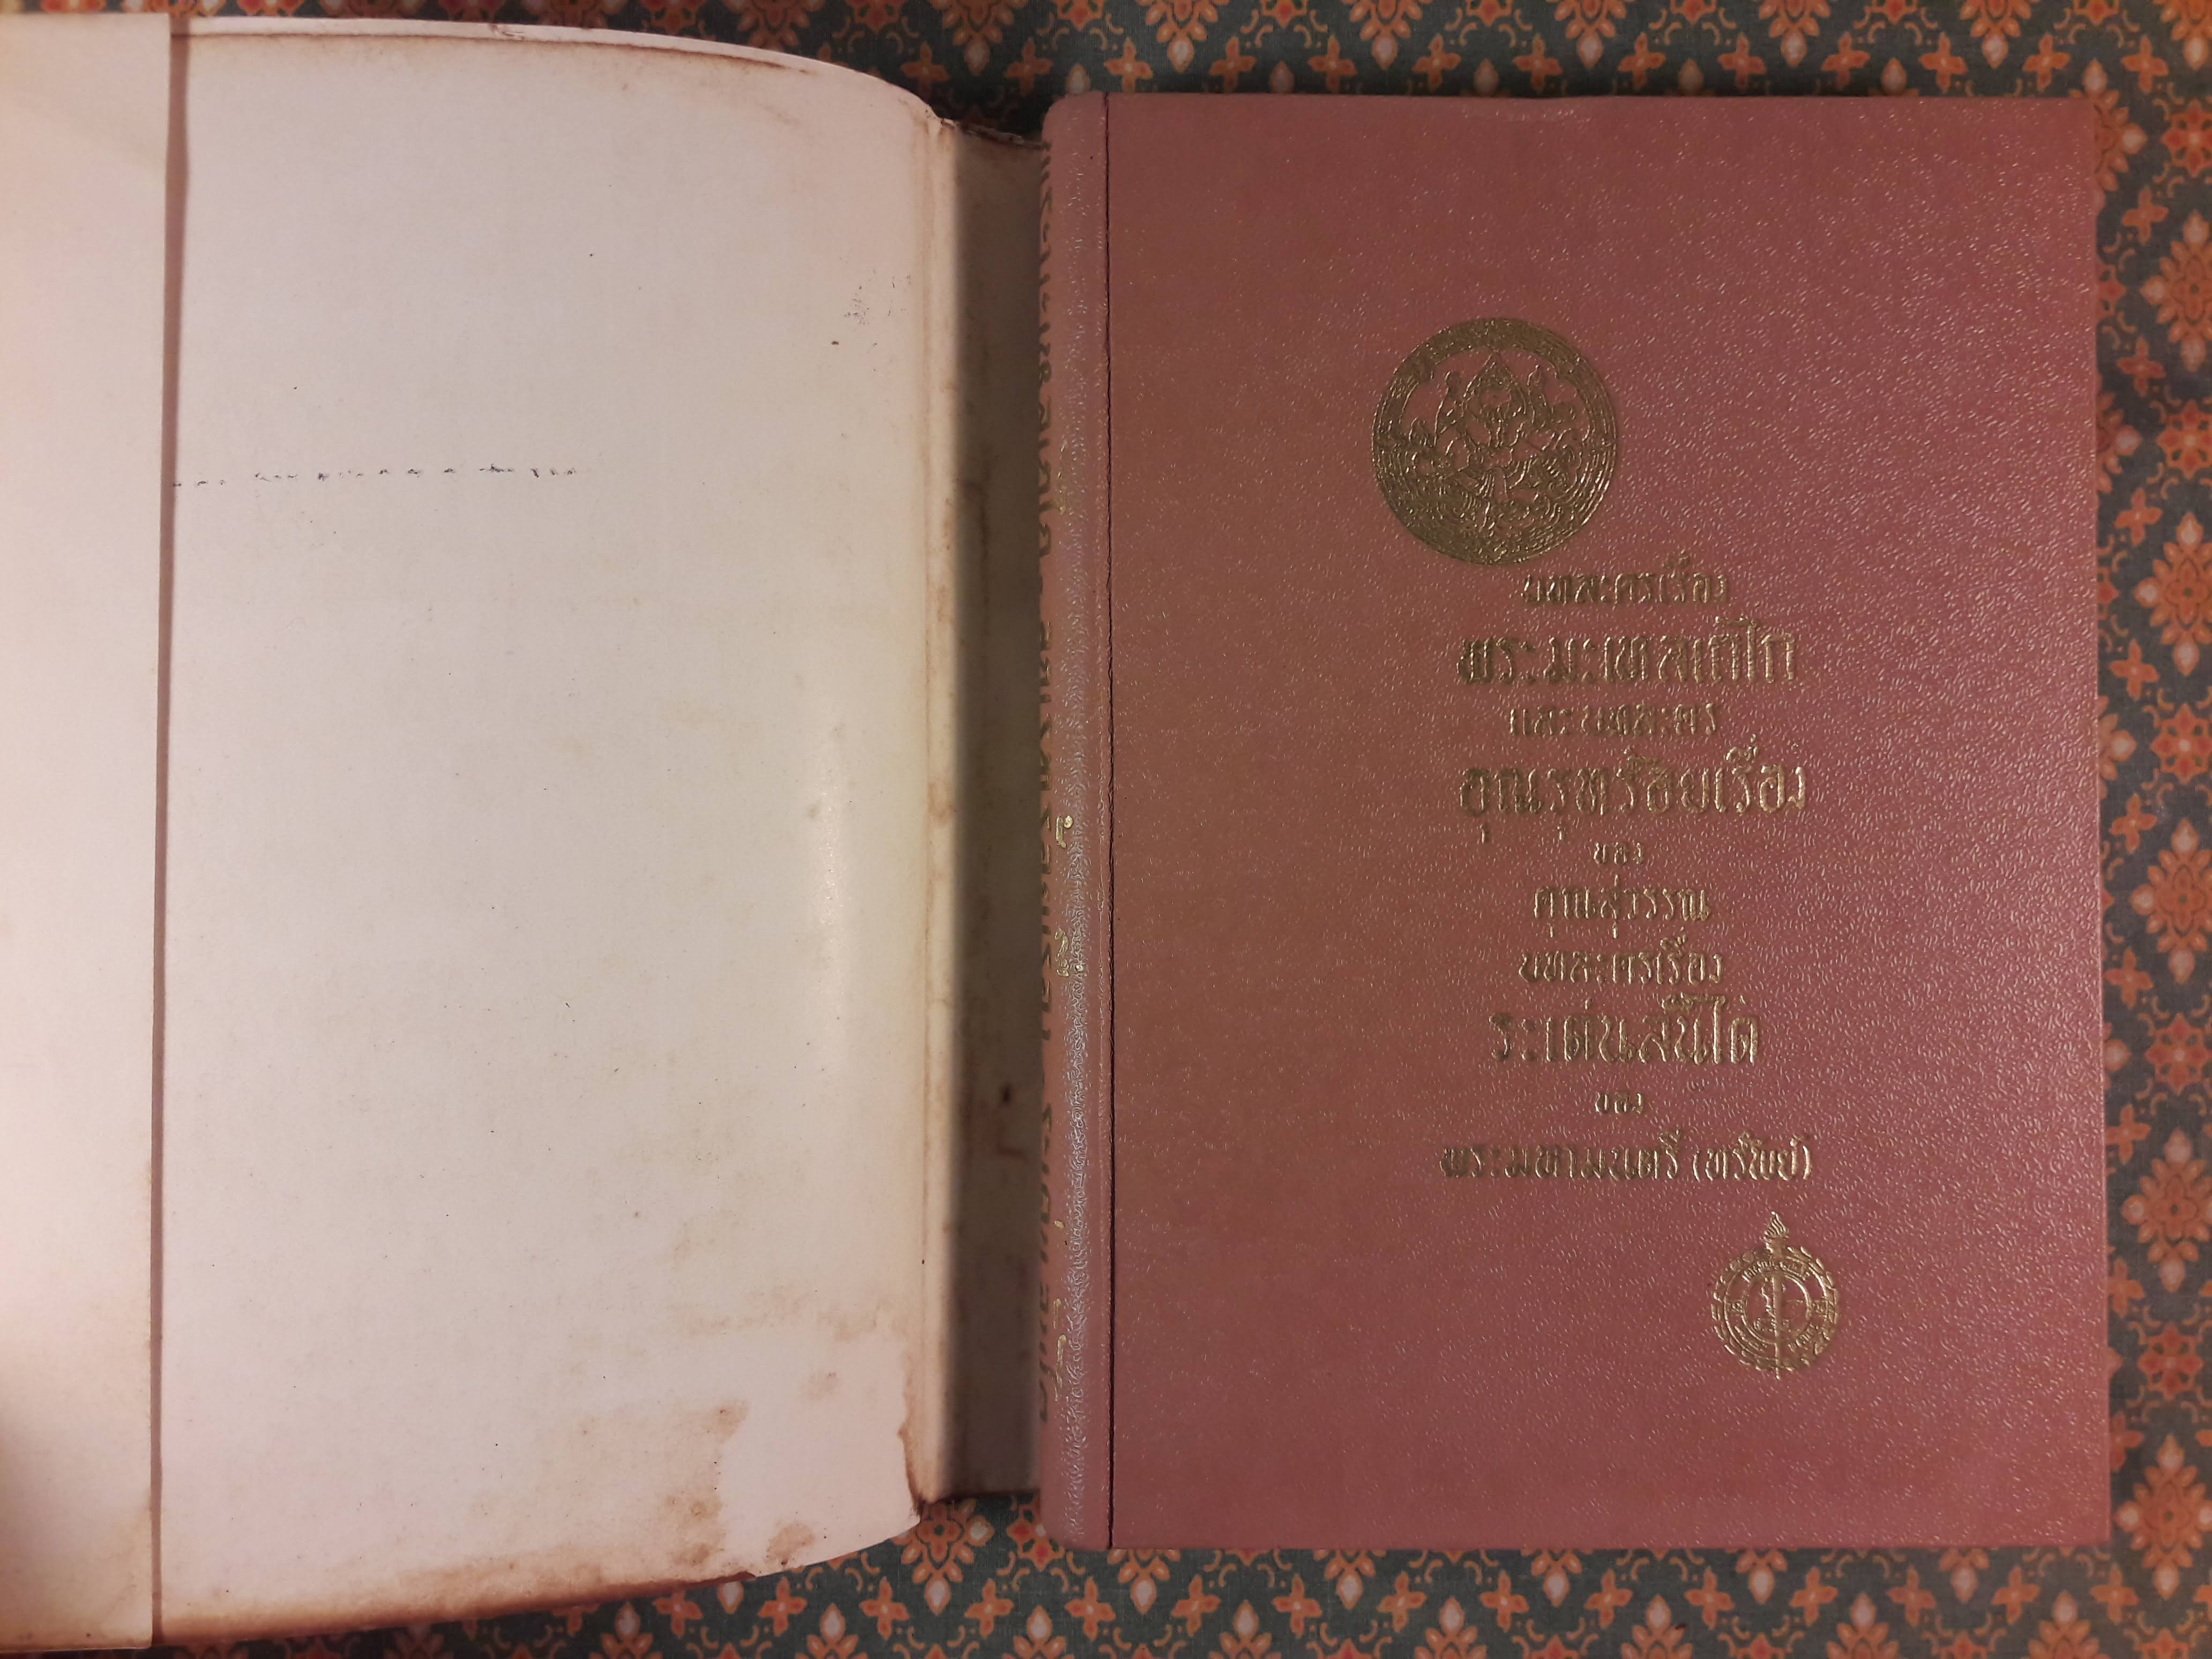 บทละครเรื่อง
พระมะเหลเถไถ
และบทละคร
อุณรุทร้อยเรื่อง
ของ
คุณสุวรรณ
บทละครเรื่อง
ระเด่นลันได
ของ
พระมหามนตรี (ทรัพย์)